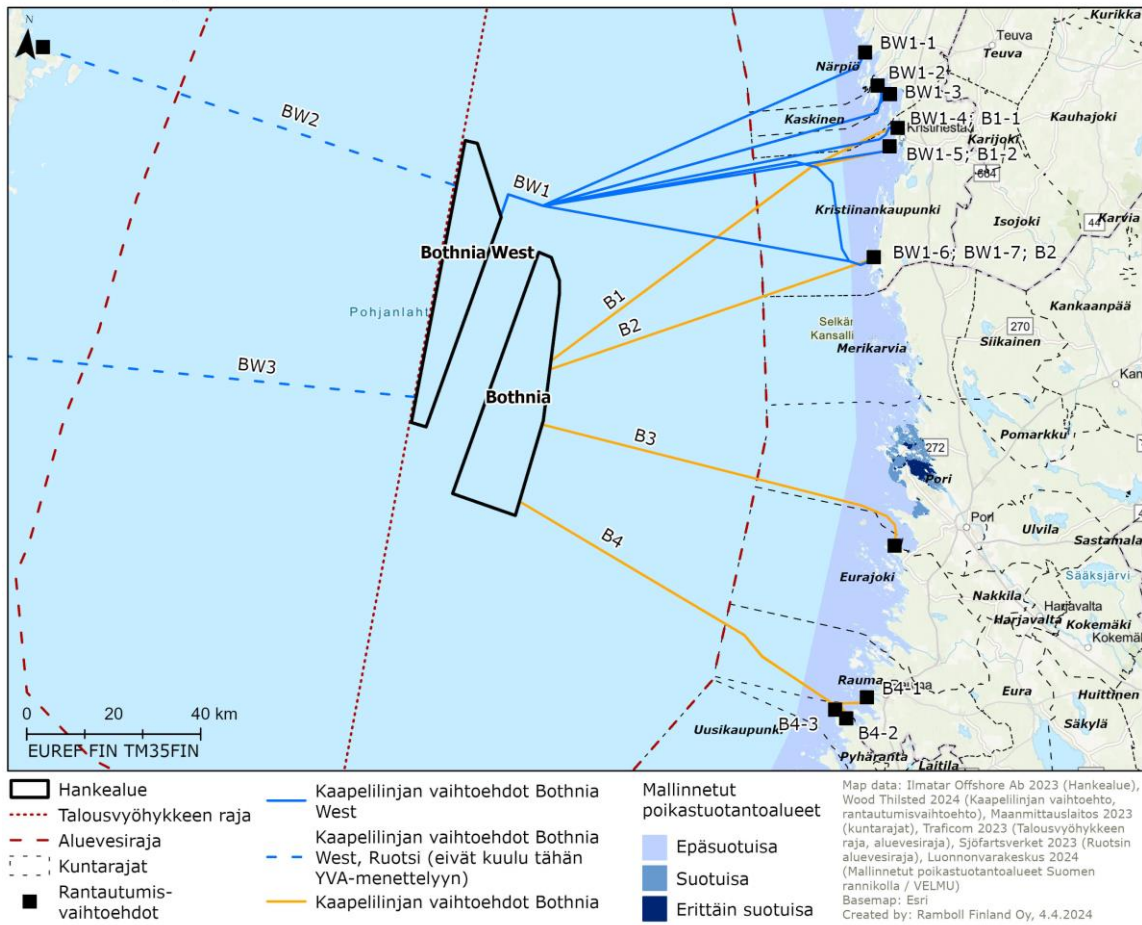 N
BW1-1
Teuva
Teuva
Kurikka
Närpiö
BW1-2
BW1-3
BW2
Kaskinen
BW1-4; B1-1
Kauhajoki
Karijoki
BW1-5; B1-2
BW1
664
Kristiinankaupunki
Isojoki
44
Karvia
Bothnia West
BW1-6; BW1-7; B2
B1
Kankaanpää
Pohjanlaht
B2
270
Selkär
Kansalli
Siikainen
Merikarvia
BW3
Bothnia
B3
272
Pomarkku
Pori
Pori
Ulvila
B4
Sastamala
Eurajoki
Sääksjärvi
Nakkila
Harjavalta
Harjavalta
Kokemäki
Kokemäk
Rauma
B4-1
Eura
Huittinen
0 20 40 km
B4-3
Uusikaupunk.
B4-2
Säkylä
EUREF FIN TM35FIN
Pyhäranta
Laitila
Hankealue
Talousvyöhykkeen raja
Aluevesiraja
Kuntarajat
Rantautumis-
vaihtoehdot
Kaapelilinjan vaihtoehdot Bothnia
West
Kaapelilinjan vaihtoehdot Bothnia
West, Ruotsi (eivät kuulu tähän
YVA-menettelyyn)
Kaapelilinjan vaihtoehdot Bothnia
Mallinnetut
poikastuotantoalueet
Epäsuotuisa
Suotuisa
Erittäin suotuisa
Map data: Ilmatar Offshore Ab 2023 (Hankealue),
Wood Thilsted 2024 (Kaapelilinjan vaihtoehto,
rantautumisvaihtoehto), Maanmittauslaitos 2023
(kuntarajat), Traficom 2023 (Talousvyöhykkeen
raja, aluevesiraja), Sjöfartsverket 2023 (Ruotsin
aluevesiraja), Luonnonvarakeskus 2024
(Mallinnetut poikastuotantoalueet Suomen
rannikolla / VELMU)
Basemap: Esri
Created by: Ramboll Finland Oy, 4.4.2024